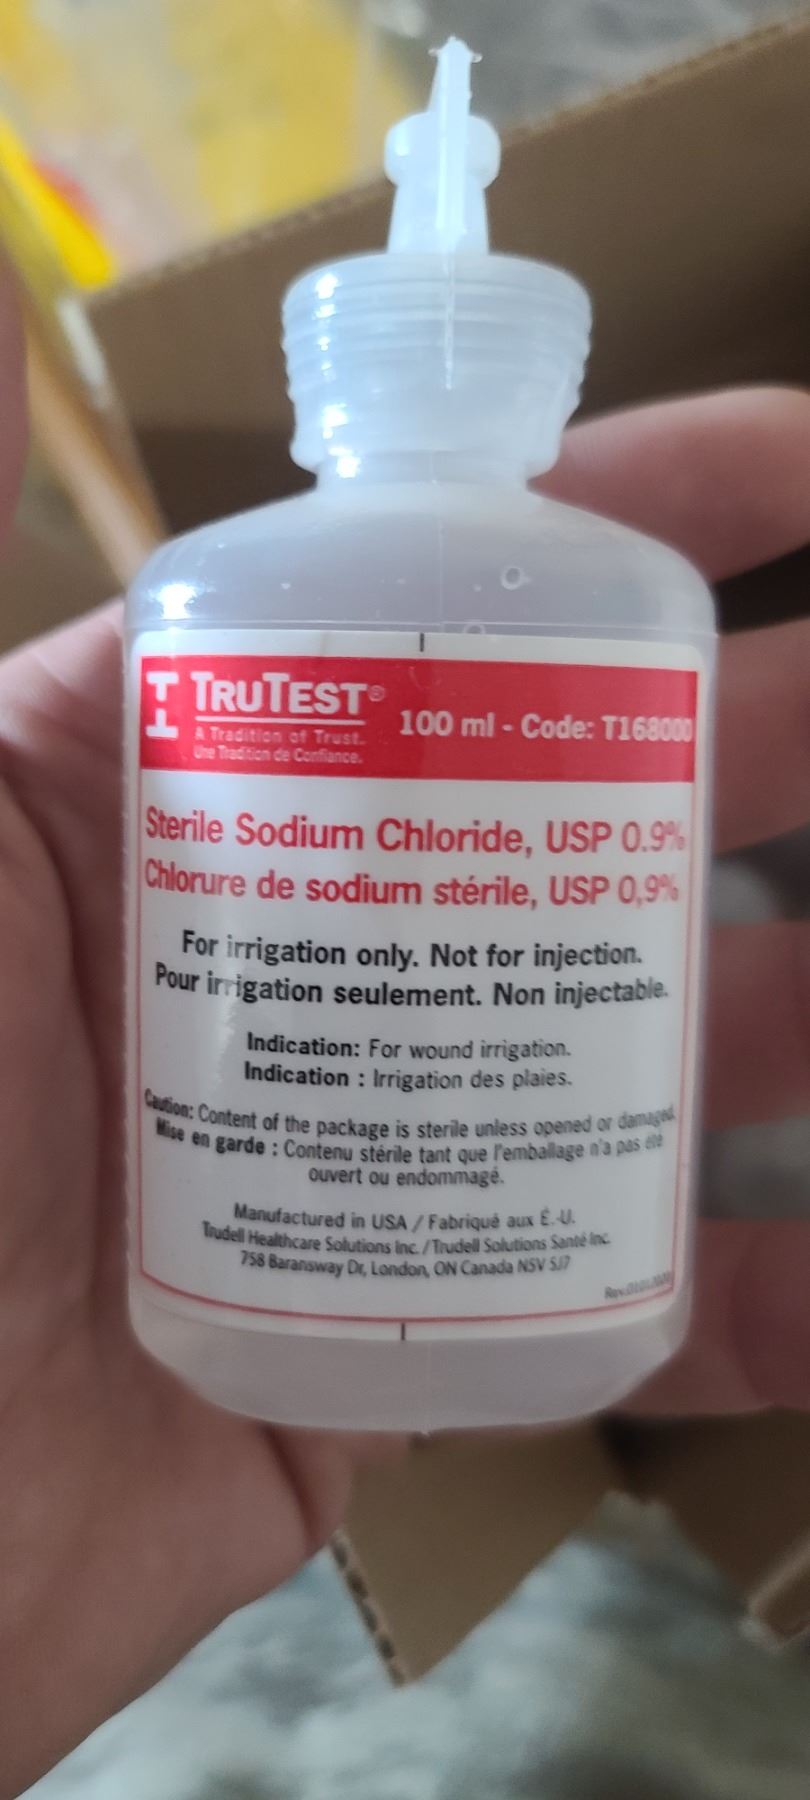 TRUTEST®
A Tradition of Trust.
Une Tradition de Confiance.
100 ml - Code: T168000
Sterile Sodium Chloride, USP 0.9%
Chlorure de sodium stérile, USP 0,9%
For irrigation only. Not for injection.
Pour irrigation seulement. Non injectable.
Indication: For wound irrigation.
Indication : Irrigation des plaies.
Caution: Content of the package is sterile unless opened or damaged.
Mise en garde : Contenu stérile tant que l'emballage n'a pas été
ouvert ou endommagé.
Manufactured in USA / Fabriqué aux É.-U.
Trudell Healthcare Solutions Inc. / Trudell Solutions Santé Inc.
758 Baransway Dr, London, ON Canada N5V 5J7